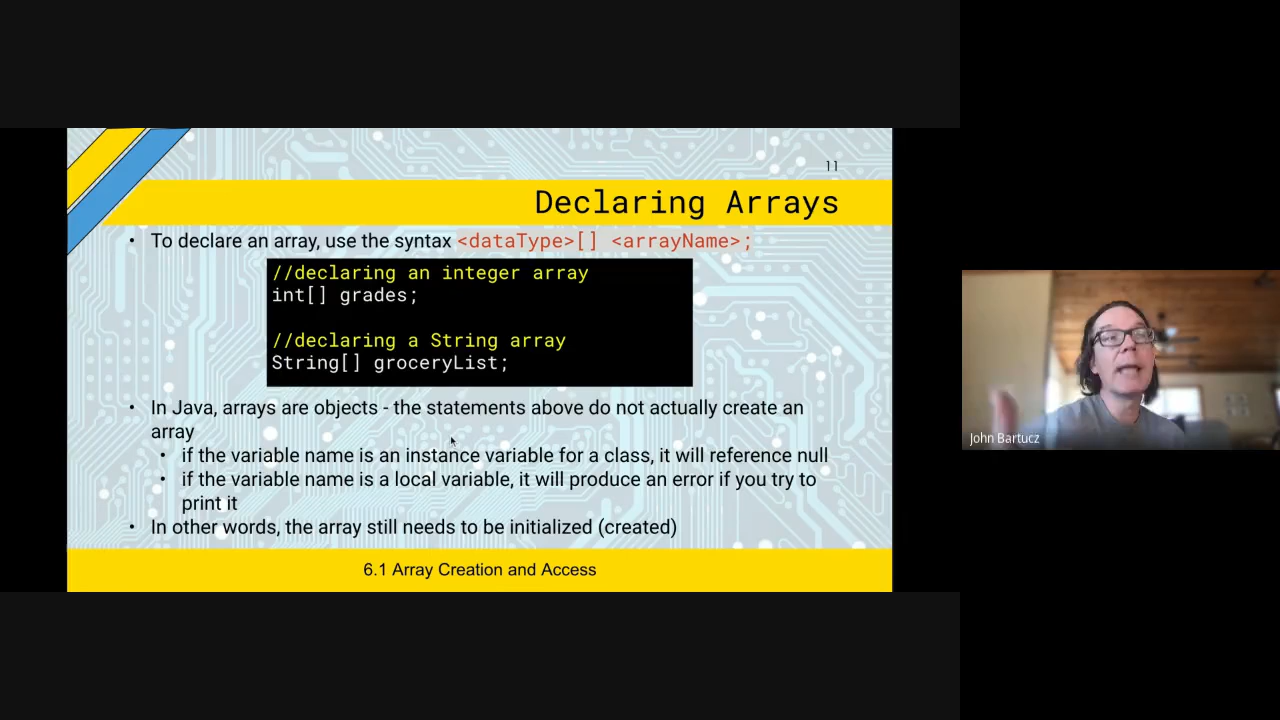 11
Declaring Arrays
• To declare an array, use the syntax <dataType>[] <arrayName>;
//declaring an integer array
int[] grades;
//declaring a String array
String[] groceryList;
• In Java, arrays are objects - the statements above do not actually create an
array
• if the variable name is an instance variable for a class, it will reference null
• if the variable name is a local variable, it will produce an error if you try to
print it
• In other words, the array still needs to be initialized (created)
6.1 Array Creation and Access
John Bartucz